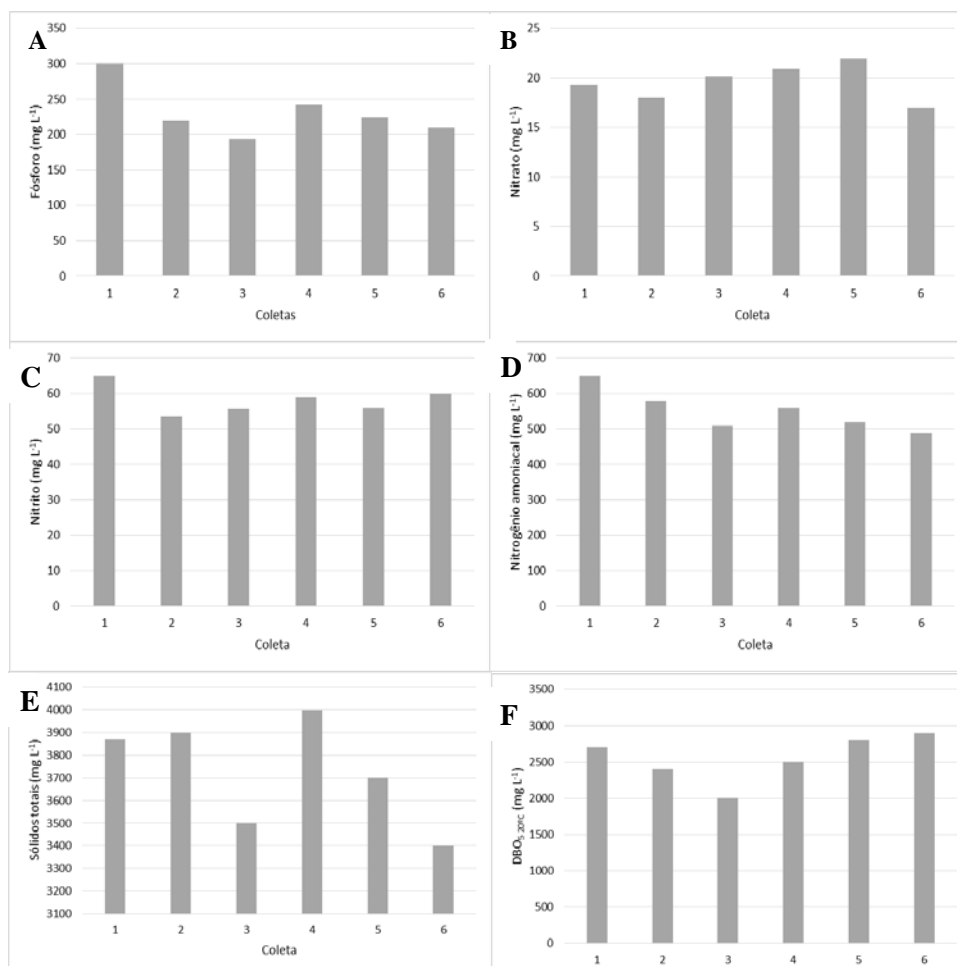 A
Fósforo (mg L-1)
300
250
200
150
100
50
0
1 2 3 4 5 6
Coletas
B
Nitrato (mg L-1)
25
20
15
10
5
0
1 2 3 4 5 6
Coleta
C
Nitrito (mg L-1)
70
60
50
40
30
20
10
0
1 2 3 4 5 6
Coleta
D
Nitrogênio amoniacal (mg L-1)
700
600
500
400
300
200
100
0
1 2 3 4 5 6
Coleta
E
Sólidos totais (mg L-1)
4100
4000
3900
3800
3700
3600
3500
3400
3300
3200
3100
1 2 3 4 5 6
Coleta
F
DBO5 20ºC (mg L-1)
3500
3000
2500
2000
1500
1000
500
0
1 2 3 4 5 6